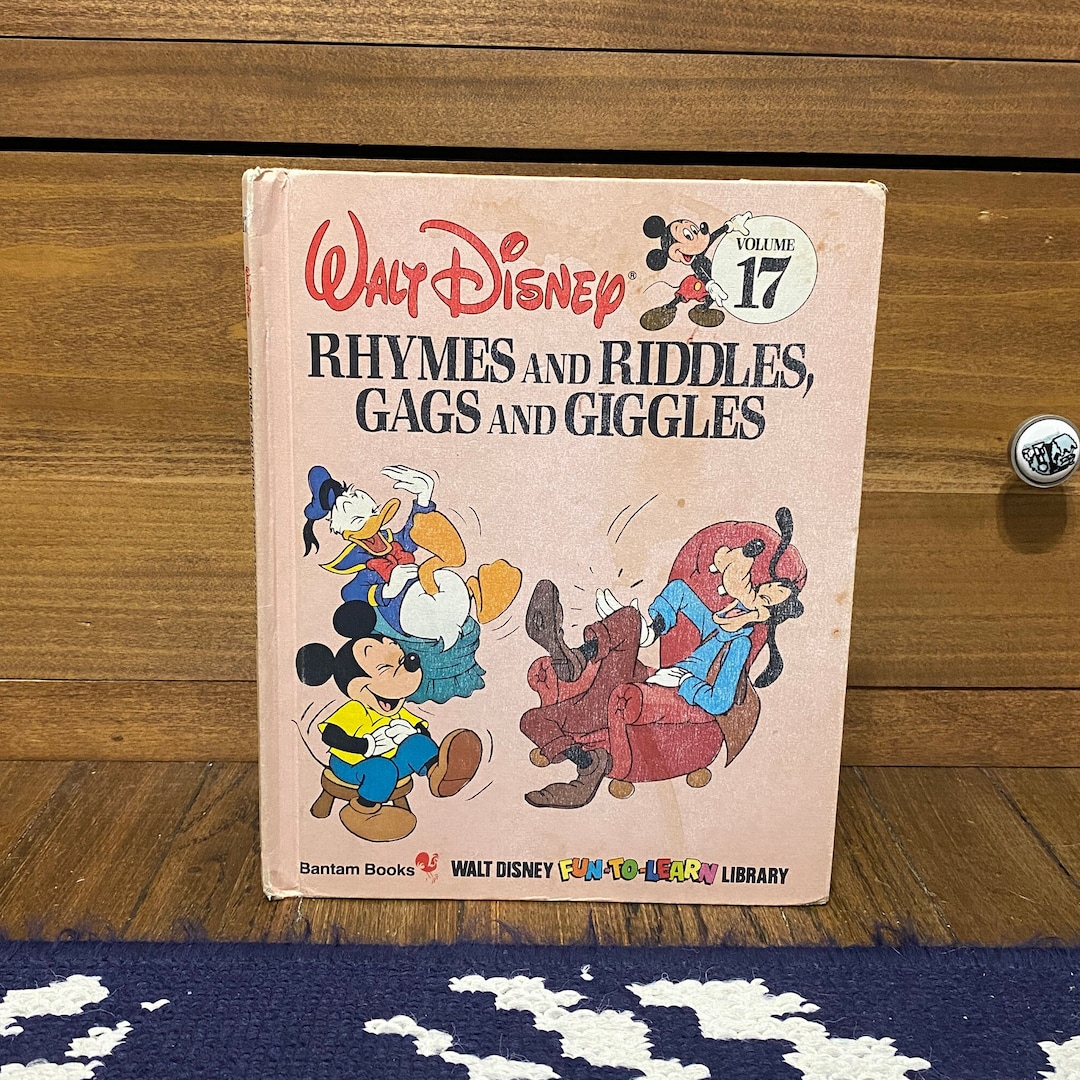 WALT DISNEY®
VOLUME
17
RHYMES AND RIDDLES,
GAGS AND GIGGLES
Bantam Books
WALT DISNEY FUN-TO-LEARN LIBRARY